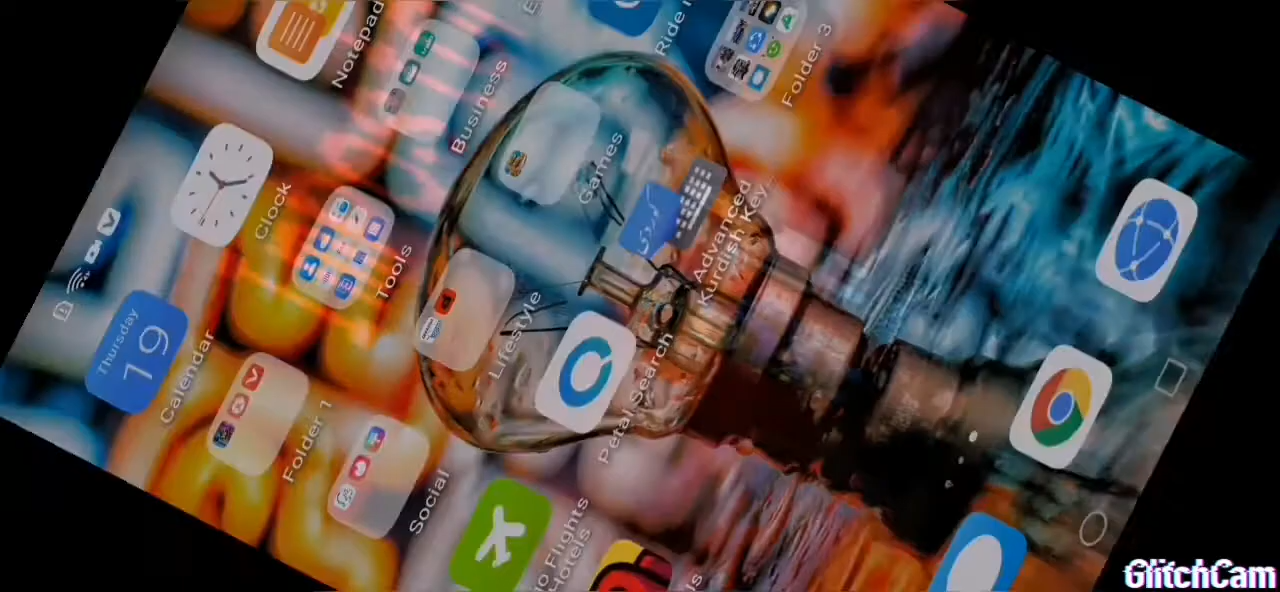 Notepad
Business
Ride
Folder 3
Clock
Tools
Games
کوردی
Advanced
Kurdish Key...
Thursday
19
Calendar
Folder 1
Lifestyle
Petal Search
Social
Flights
Hotels
GlitchCam